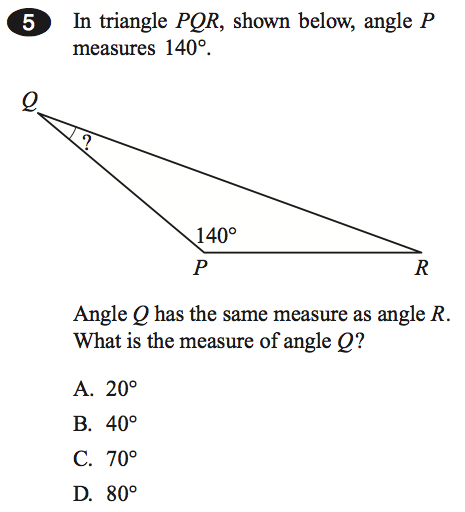 5 In triangle PQR, shown below, angle P
measures 140°.
Q
?
140°
P R
Angle Q has the same measure as angle R.
What is the measure of angle Q?
A. 20°
B. 40°
C. 70°
D. 80°